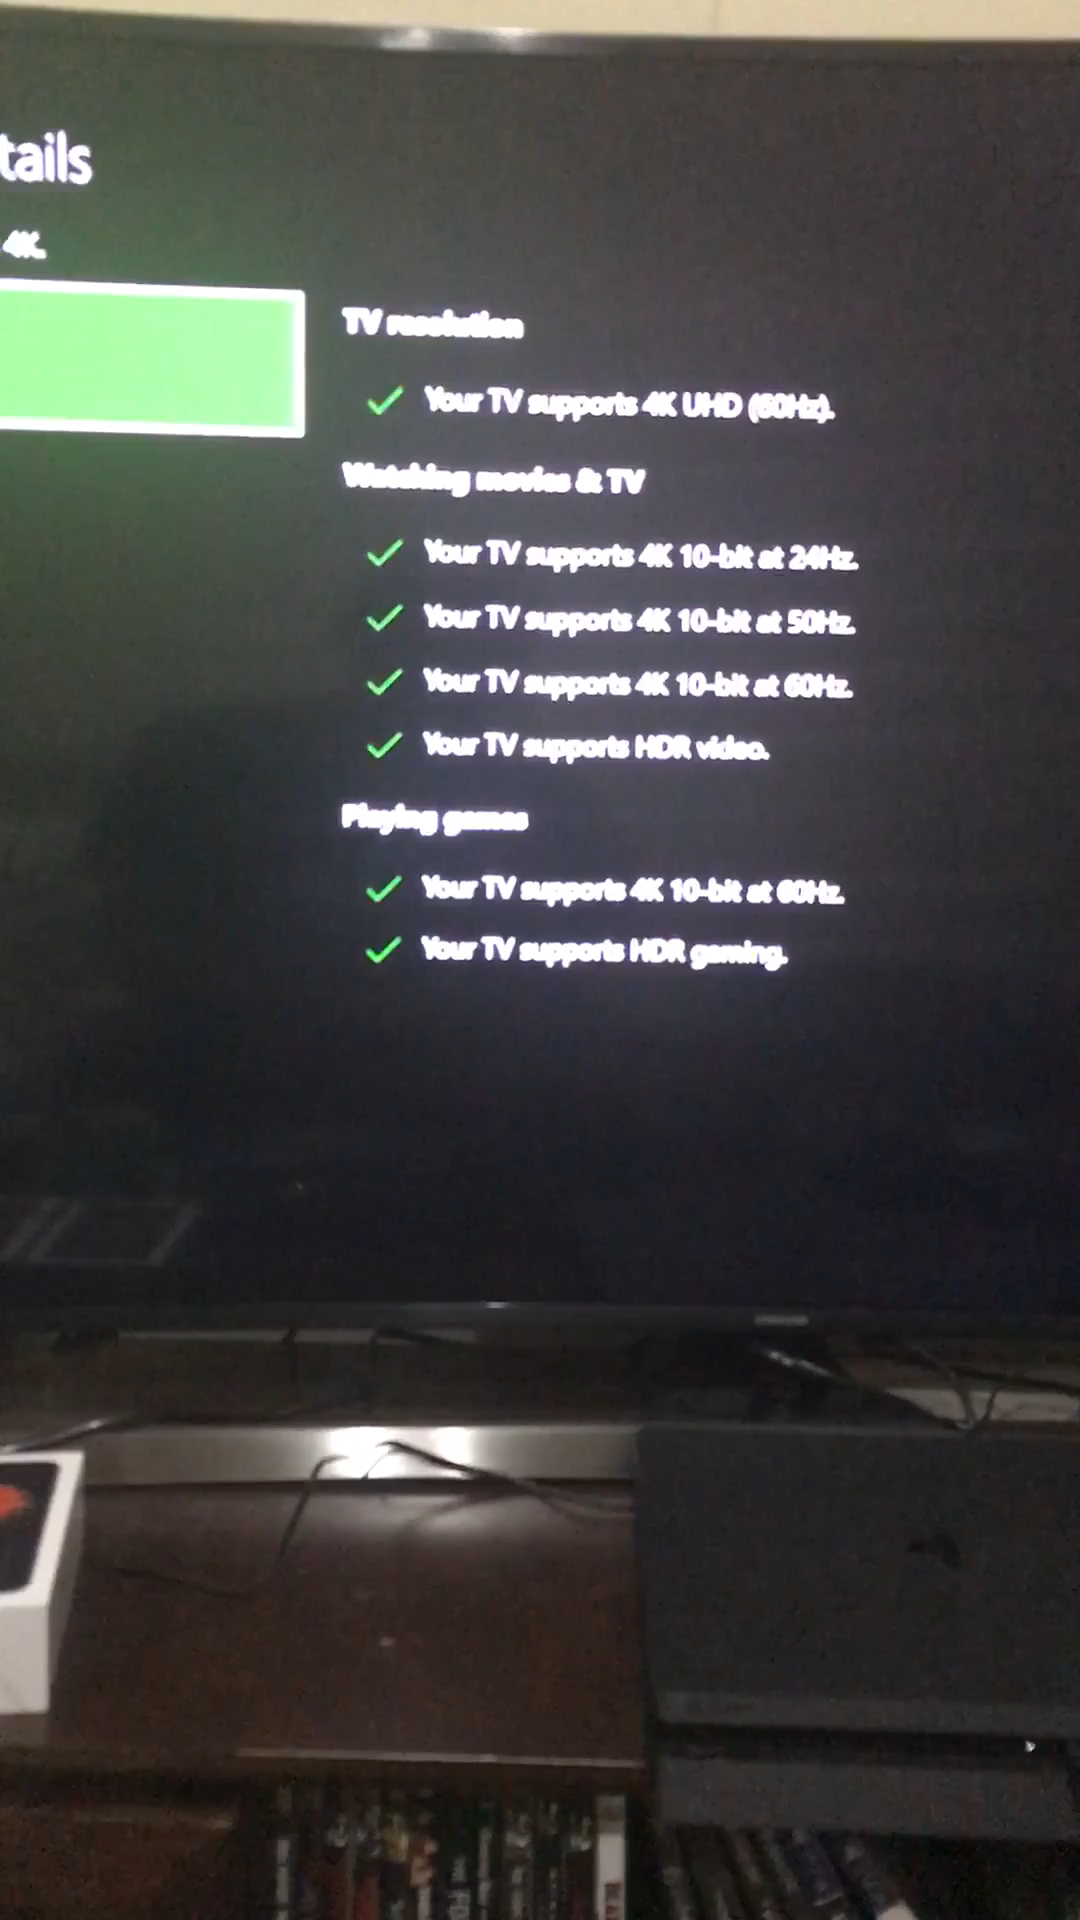 tails
4K.
TV resolution
Your TV supports 4K UHD (60Hz).
Watching movies & TV
Your TV supports 4K 10-bit at 24Hz.
Your TV supports 4K 10-bit at 50Hz.
Your TV supports 4K 10-bit at 60Hz.
Your TV supports HDR video.
Playing games
Your TV supports 4K 10-bit at 60Hz.
Your TV supports HDR gaming.